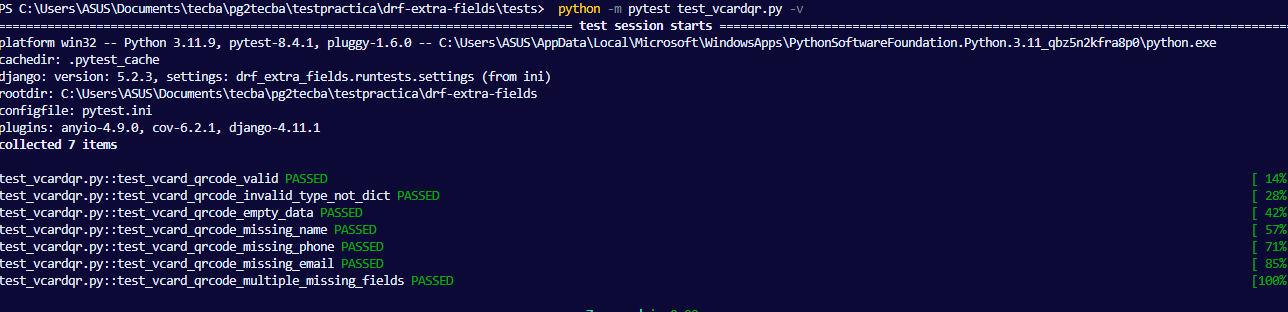 PS C:\Users\ASUS\Documents\tecba\pg2tecba\testpractica\drf-extra-fields\tests> python -m pytest test_vcardqr.py -v
================================================================================ test session starts ================================================================================
platform win32 -- Python 3.11.9, pytest-8.4.1, pluggy-1.6.0 -- C:\Users\ASUS\AppData\Local\Microsoft\WindowsApps\PythonSoftwareFoundation.Python.3.11_qbz5n2kfra8p0\python.exe
cachedir: .pytest_cache
django: version: 5.2.3, settings: drf_extra_fields.runtests.settings (from ini)
rootdir: C:\Users\ASUS\Documents\tecba\pg2tecba\testpractica\drf-extra-fields
configfile: pytest.ini
plugins: anyio-4.9.0, cov-6.2.1, django-4.11.1
collected 7 items
test_vcardqr.py::test_vcard_qrcode_valid PASSED [ 14%
test_vcardqr.py::test_vcard_qrcode_invalid_type_not_dict PASSED [ 28%
test_vcardqr.py::test_vcard_qrcode_empty_data PASSED [ 42%
test_vcardqr.py::test_vcard_qrcode_missing_name PASSED [ 57%
test_vcardqr.py::test_vcard_qrcode_missing_phone PASSED [ 71%
test_vcardqr.py::test_vcard_qrcode_missing_email PASSED [ 85%
test_vcardqr.py::test_vcard_qrcode_multiple_missing_fields PASSED [100%